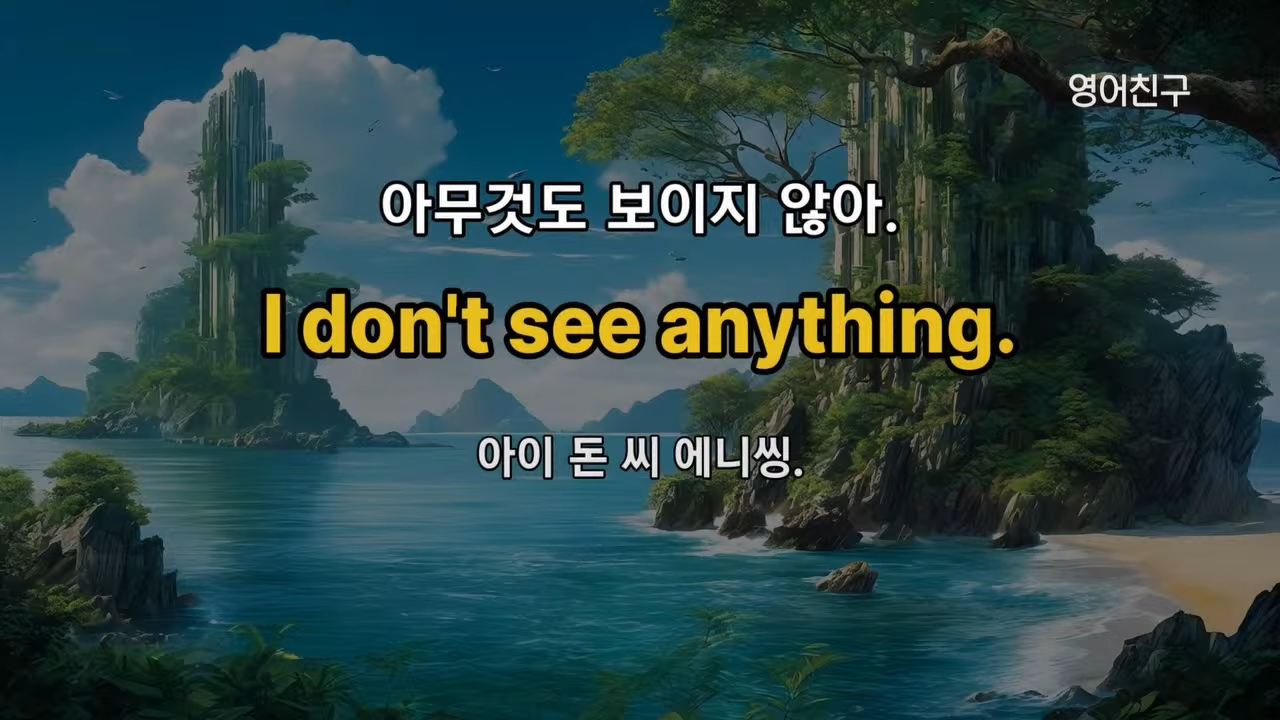 영어친구
아무것도 보이지 않아.
I don't see anything.
아이 돈 씨 에니씽.